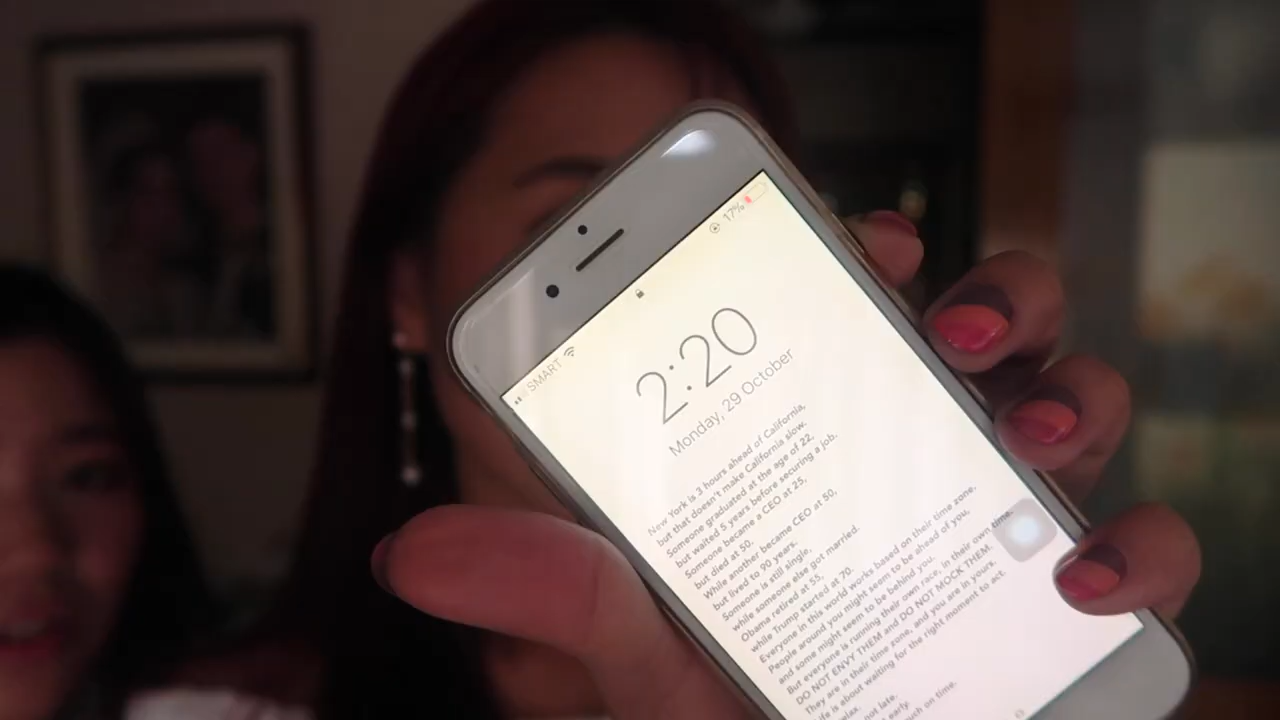 SMART
17%
2:20
Monday, 29 October
New York is 3 hours ahead of California,
but that doesn't make California slow.
Someone graduated at the age of 22,
but waited 5 years before securing a job.
Someone became a CEO at 25,
but died at 50,
While another became CEO at 50,
but lived to 90 years.
Someone is still single,
while someone else got married.
Obama retired at 55,
while Trump started at 70.
Everyone in this world works based on their time zone.
People around you might seem to be ahead of you,
and some might seem to be behind you.
But everyone is running their own race, in their own time.
DO NOT ENVY THEM and DO NOT MOCK THEM.
They are in their time zone, and you are in yours.
is about waiting for the right moment to act.
not late.
early.
on time.